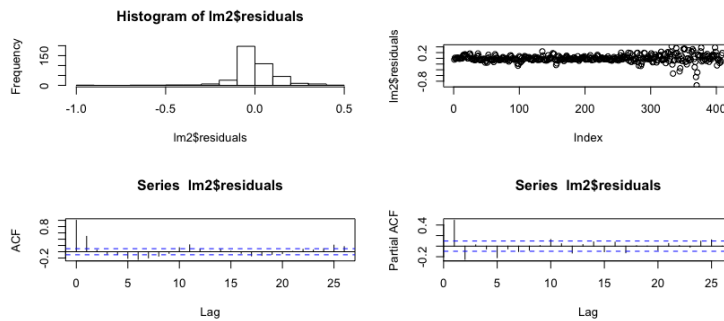 Histogram of lm2$residuals
Frequency
0 150
-1.0 -0.5 0.0 0.5
lm2$residuals
lm2$residuals
-0.8 0.2
0 100 200 300 400
Index
Series lm2$residuals
ACF
-0.2 0.8
0 5 10 15 20 25
Lag
Series lm2$residuals
Partial ACF
-0.2 0.4
0 5 10 15 20 25
Lag